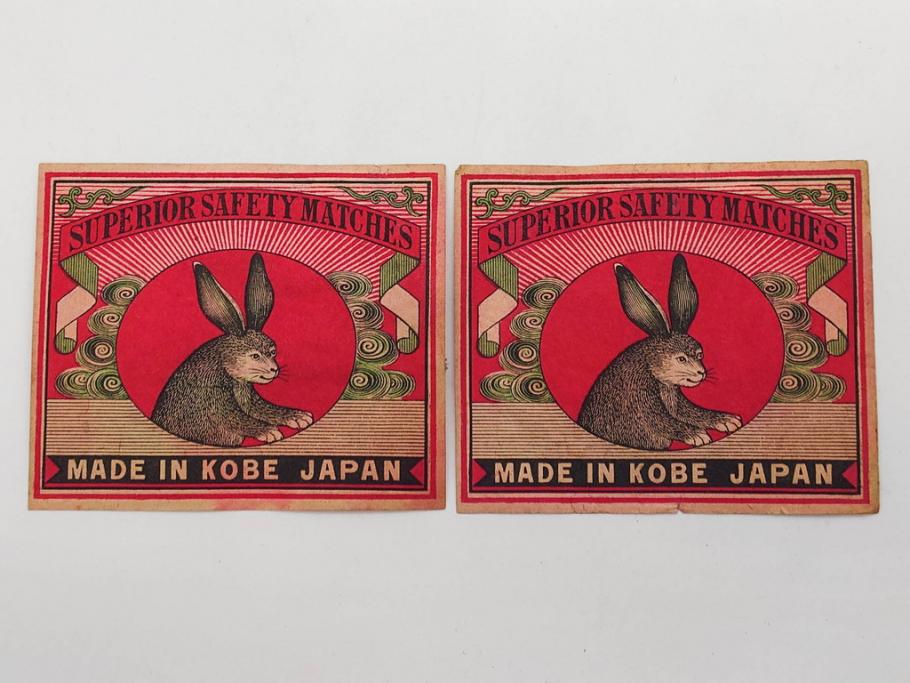 SUPERIOR SAFETY MATCHES
MADE IN KOBE JAPAN
SUPERIOR SAFETY MATCHES
MADE IN KOBE JAPAN